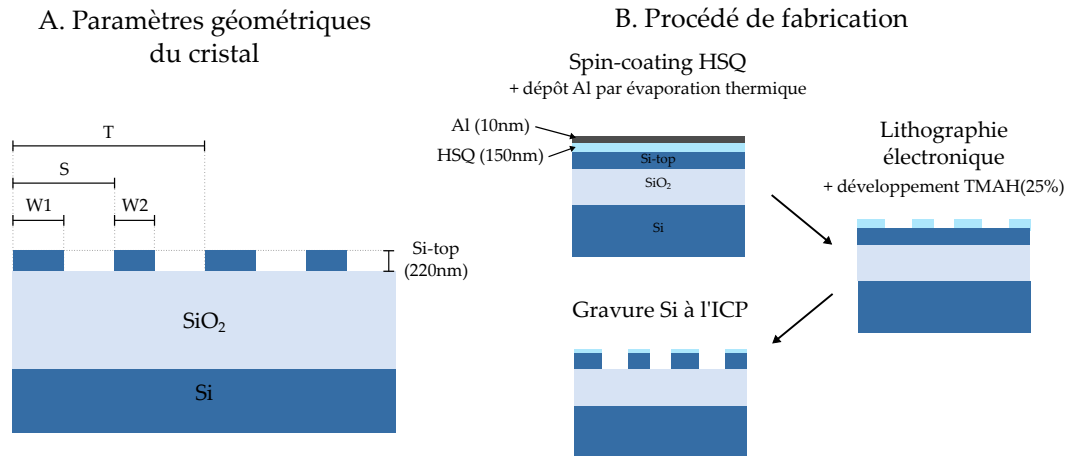 A. Paramètres géométriques
du cristal
T
S
W1
W2
Si-top
(220nm)
SiO₂
Si
B. Procédé de fabrication
Spin-coating HSQ
+ dépôt Al par évaporation thermique
Al (10nm)
HSQ (150nm)
Si-top
SiO₂
Si
Lithographie
électronique
+ développement TMAH(25%)
Gravure Si à l'ICP